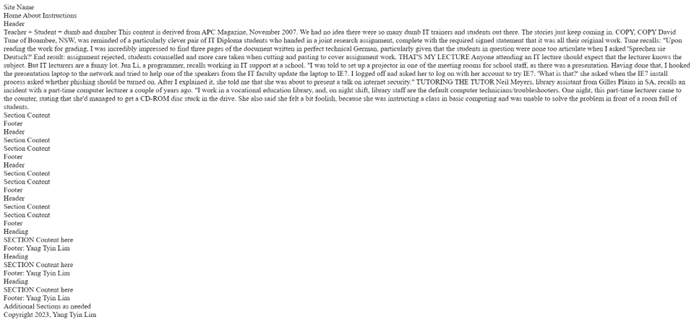 Site Name
Home About Instructions
Header
Teacher + Student = dumb and dumber This content is derived from APC Magazine, November 2007. We had no idea there were so many dumb IT trainers and students out there. The stories just keep coming in. COPY, COPY David
Tune of Boambee, NSW, was reminded of a particularly clever pair of IT Diploma students who handed in a joint research assignment, complete with the required signed statement that it was all their original work. Tune recalls: "Upon
reading the work for grading, I was incredibly impressed to find three pages of the document written in perfect technical German, particularly given that the students in question were none too articulate when I asked 'Sprechen sie
Deutsch?' End result: assignment rejected, students counselled and more care taken when cutting and pasting to cover assignment work. THAT'S MY LECTURE Anyone attending an IT lecture should expect that the lecturer knows the
subject. But IT lecturers are a funny lot. Jun Li, a programmer, recalls working in IT support at a school. "I was told to set up a projector in one of the meeting rooms for school staff, as there was a presentation. Having done that, I hooked
the presentation laptop to the network and tried to help one of the speakers from the IT faculty update the laptop to IE7. I logged off and asked her to log on with her account to try IE7. 'What is that?' she asked when the IE7 install
process asked whether phishing should be turned on. After I explained it, she told me that she was about to present a talk on internet security." TUTORING THE TUTOR Neil Meyers, library assistant from Gilles Plains in SA, recalls an
incident with a part-time computer lecturer a couple of years ago. "I work in a vocational education library, and, on night shift, library staff are the default computer technicians/troubleshooters. One night, this part-time lecturer came to
the counter, stating that she'd managed to get a CD-ROM disc stuck in the drive. She also said she felt a bit foolish, because she was instructing a class in basic computing and was unable to solve the problem in front of a room full of
students.
Section Content
Footer
Header
Section Content
Section Content
Footer
Header
Section Content
Section Content
Footer
Header
Section Content
Section Content
Footer
Heading
SECTION Content here
Footer: Yang Tyin Lim
Heading
SECTION Content here
Footer: Yang Tyin Lim
Heading
SECTION Content here
Footer: Yang Tyin Lim
Additional Sections as needed
Copyright 2023, Yang Tyin Lim